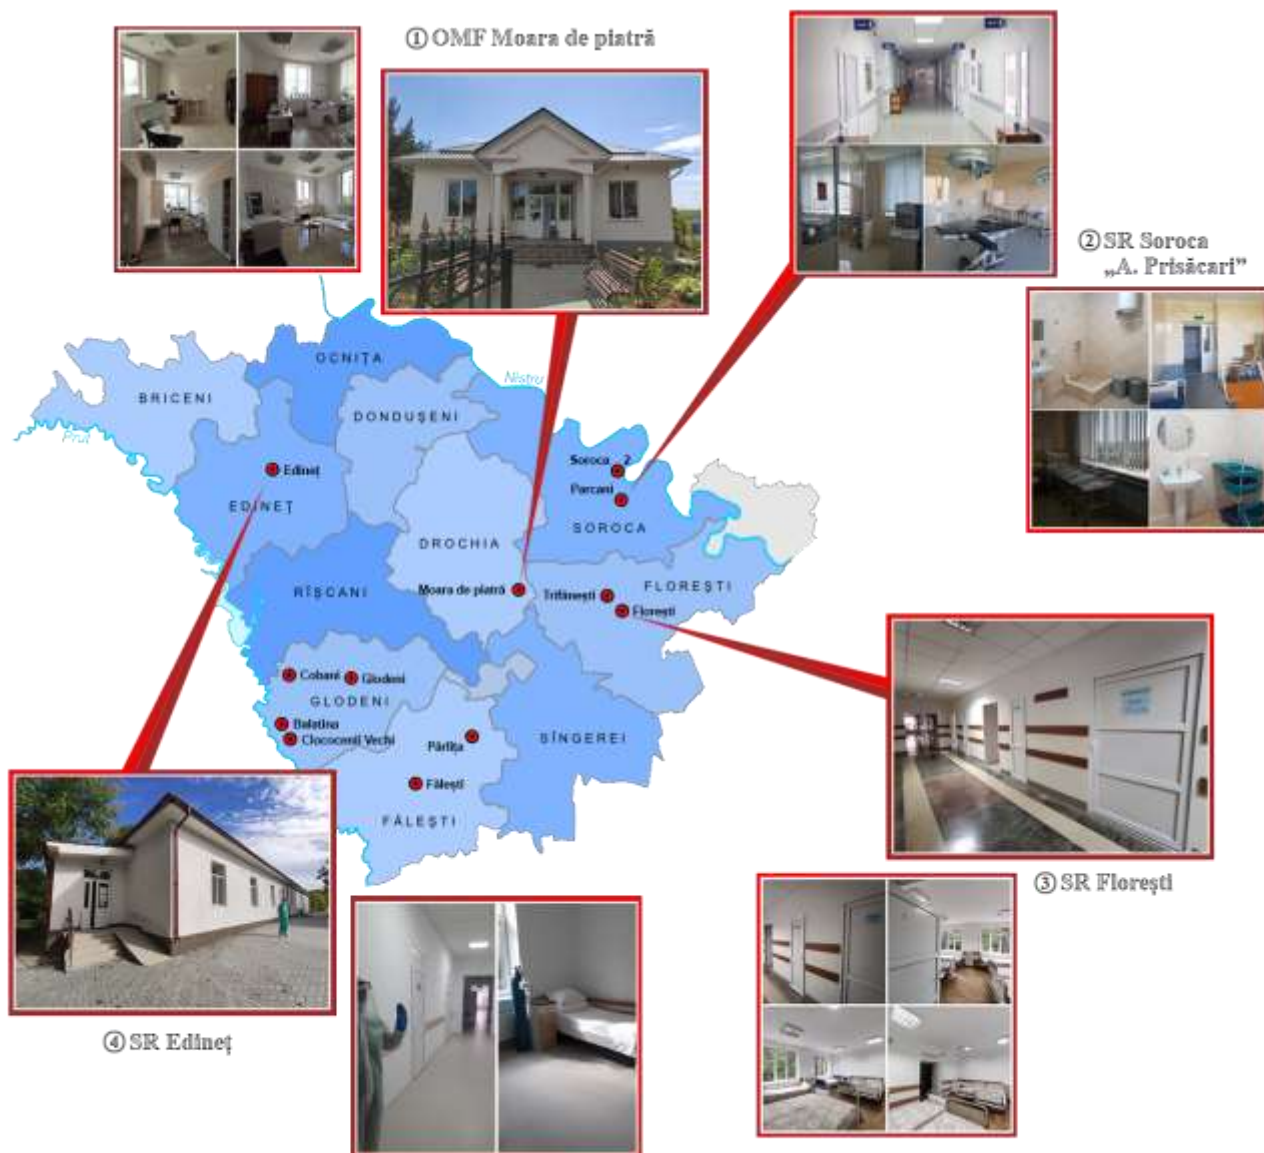 ① OMF Moara de piatră
② SR Soroca
„A. Prisăcari”
OCNIȚA
Nistru
BRICENI
DONDUȘENI
Prut
Soroca 2
Edineț
Parcani
EDINEȚ
SOROCA
DROCHIA
RÎȘCANI
Moara de piatră
Trifănești
FLOREȘTI
Florești
Cobani
Glodeni
GLODENI
Balatina
Ciococenii Vechi
Pârlița
SÎNGEREI
Fălești
FĂLEȘTI
③ SR Florești
④ SR Edineț